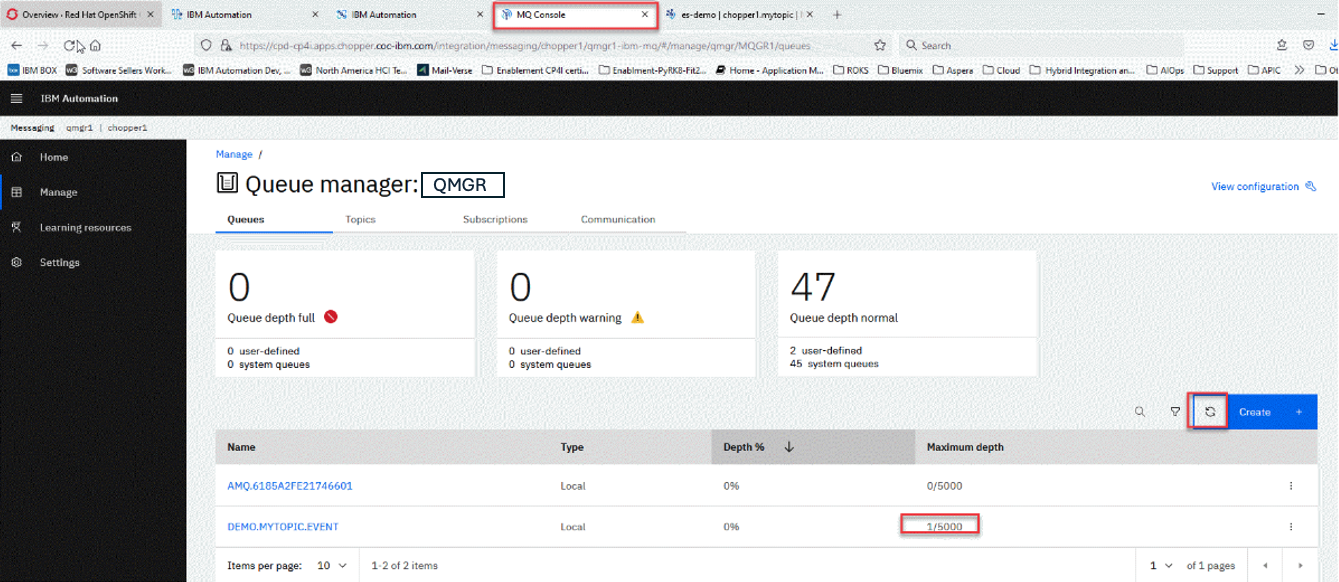 Overview · Red Hat OpenShift ×
IBM Automation ×
IBM Automation ×
MQ Console ×
es-demo | chopper1.mytopic | ×
+
https://cpd-cp4i.apps.chopper.coc-ibm.com/integration/messaging/chopper1/qmgr1-ibm-mq/#/manage/qmgr/MQGR1/queues
Search
IBM BOX
Software Sellers Work...
IBM Automation Dev, ...
North America HCI Te...
Mail-Verse
Enablement CP4I certi...
Enablment-PyRK8-Fit2...
Home - Application M...
ROKS
Bluemix
Aspera
Cloud
Hybrid Integration an...
AIOps
Support
APIC
IBM Automation
Messaging qmgr1 | chopper1
Home
Manage
Learning resources
Settings
Manage /
Queue manager: QMGR
View configuration
Queues Topics Subscriptions Communication
0
Queue depth full
0 user-defined
0 system queues
0
Queue depth warning
0 user-defined
0 system queues
47
Queue depth normal
2 user-defined
45 system queues
Create +
Name Type Depth % Maximum depth
AMQ.6185A2FE21746601 Local 0% 0/5000
DEMO.MYTOPIC.EVENT Local 0% 1/5000
Items per page: 10 1-2 of 2 items 1 of 1 pages